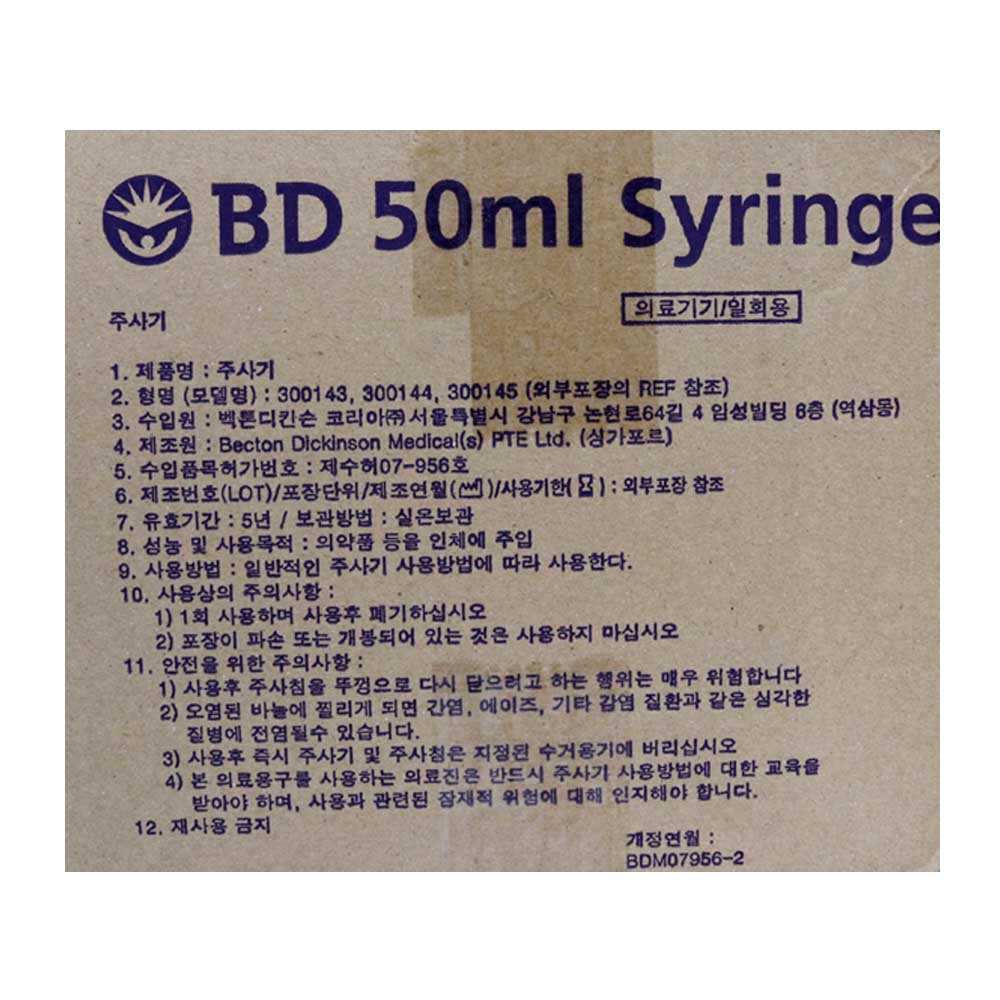 BD 50ml Syringe
의료기기/일회용
주사기
1. 제품명 : 주사기
2. 형명 (모델명) : 300143, 300144, 300145 (외부포장의 REF 참조)
3. 수입원 : 벡톤디킨슨 코리아㈜ 서울특별시 강남구 논현로64길 4 임성빌딩 6층 (역삼동)
4. 제조원 : Becton Dickinson Medical(s) PTE Ltd. (싱가포르)
5. 수입품목허가번호 : 제수허07-956호
6. 제조번호(LOT)/포장단위/제조연월( )/사용기한( ) : 외부포장 참조
7. 유효기간 : 5년 / 보관방법 : 실온보관
8. 성능 및 사용목적 : 의약품 등을 인체에 주입
9. 사용방법 : 일반적인 주사기 사용방법에 따라 사용한다.
10. 사용상의 주의사항 :
1) 1회 사용하며 사용후 폐기하십시오
2) 포장이 파손 또는 개봉되어 있는 것은 사용하지 마십시오
11. 안전을 위한 주의사항 :
1) 사용후 주사침을 뚜껑으로 다시 닫으려고 하는 행위는 매우 위험합니다
2) 오염된 바늘에 찔리게 되면 간염, 에이즈, 기타 감염 질환과 같은 심각한
질병에 전염될수 있습니다.
3) 사용후 즉시 주사기 및 주사침은 지정된 수거용기에 버리십시오
4) 본 의료용구를 사용하는 의료진은 반드시 주사기 사용방법에 대한 교육을
받아야 하며, 사용과 관련된 잠재적 위험에 대해 인지해야 합니다.
12. 재사용 금지
개정연월 :
BDM07956-2